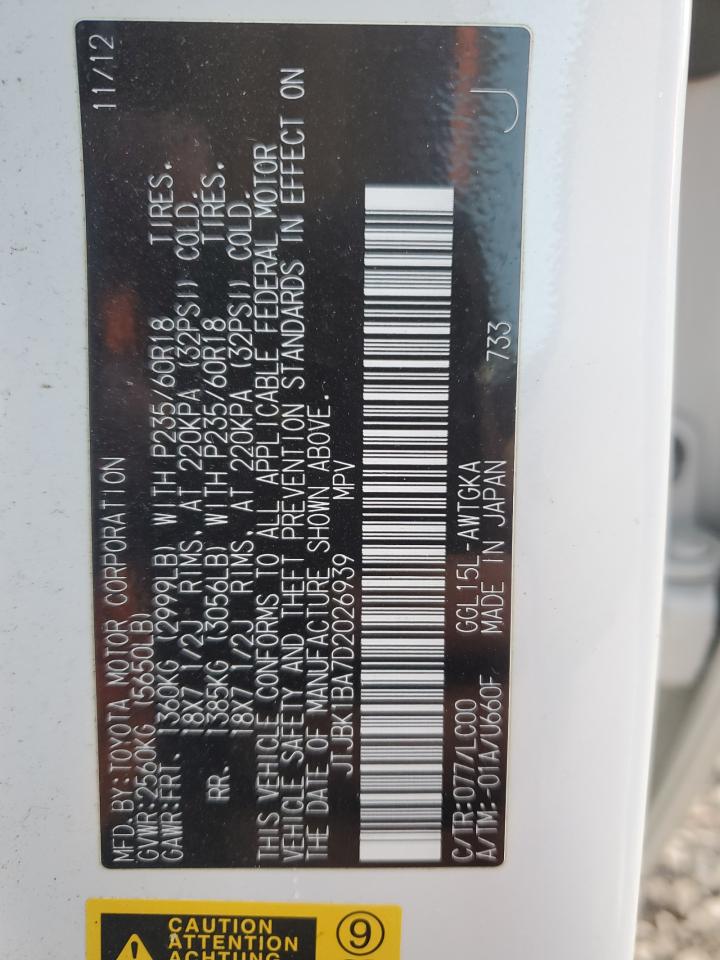 MFD.BY:TOYOTA MOTOR CORPORATION 11/12
GVWR:2560KG (5650LB)
GAWR:FRT. 1360KG (2999LB) WITH P235/60R18 TIRES.
18X7 1/2J RIMS, AT 220KPA (32PSI) COLD.
RR. 1385KG (3056LB) WITH P235/60R18 TIRES.
18X7 1/2J RIMS, AT 220KPA (32PSI) COLD.
THIS VEHICLE CONFORMS TO ALL APPLICABLE FEDERAL MOTOR
VEHICLE SAFETY AND THEFT PREVENTION STANDARDS IN EFFECT ON
THE DATE OF MANUFACTURE SHOWN ABOVE.
JTJBK1BA7D2026939 MPV
C/TR:077/LC00 GGL15L-AWTGKA J
A/TM:-01A/U660F MADE IN JAPAN 733
CAUTION
ATTENTION
ACHTUNG
9